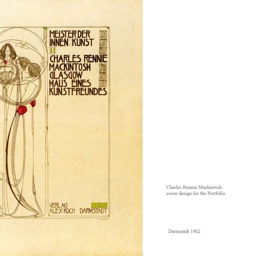 MEISTER DER
INNEN KUNST
II
CHARLES RENNIE
MACKINTOSH
GLASGOW
HAUS EINES
KUNSTFREUNDES
VERLAG
ALEX KOCH DARMSTADT
Charles Rennie Mackintosh
cover design for the Portfolio
Darmstadt 1902